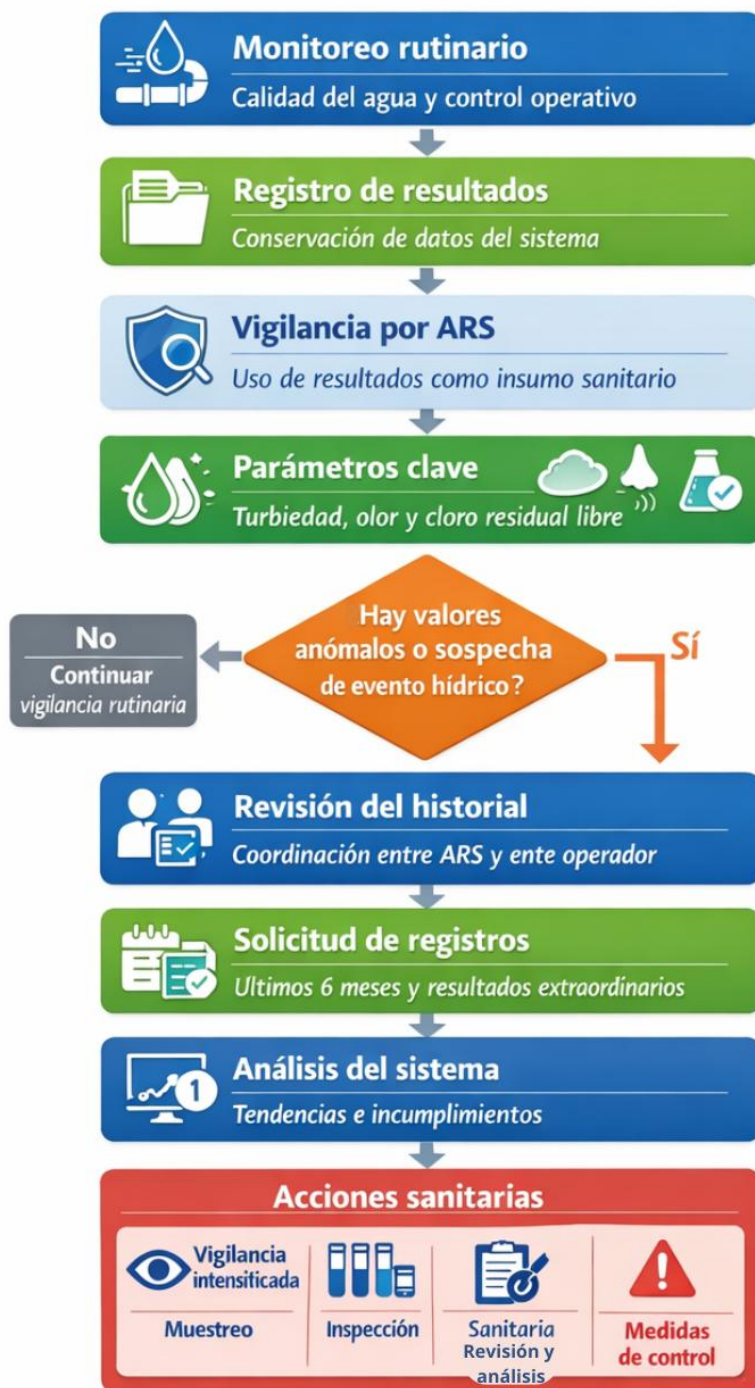 Monitoreo rutinario
Calidad del agua y control operativo
Registro de resultados
Conservación de datos del sistema
Vigilancia por ARS
Uso de resultados como insumo sanitario
Parámetros clave
Turbiedad, olor y cloro residual libre
Hay valores
anómalos o sospecha
de evento hídrico?
No
Continuar
vigilancia rutinaria
Sí
Revisión del historial
Coordinación entre ARS y ente operador
Solicitud de registros
Ultimos 6 meses y resultados extraordinarios
1
Análisis del sistema
Tendencias e incumplimientos
Acciones sanitarias
Vigilancia
intensiticada
Muestreo
Inspección
Sanitaria
Revisión y
análisis
Medidas
de control